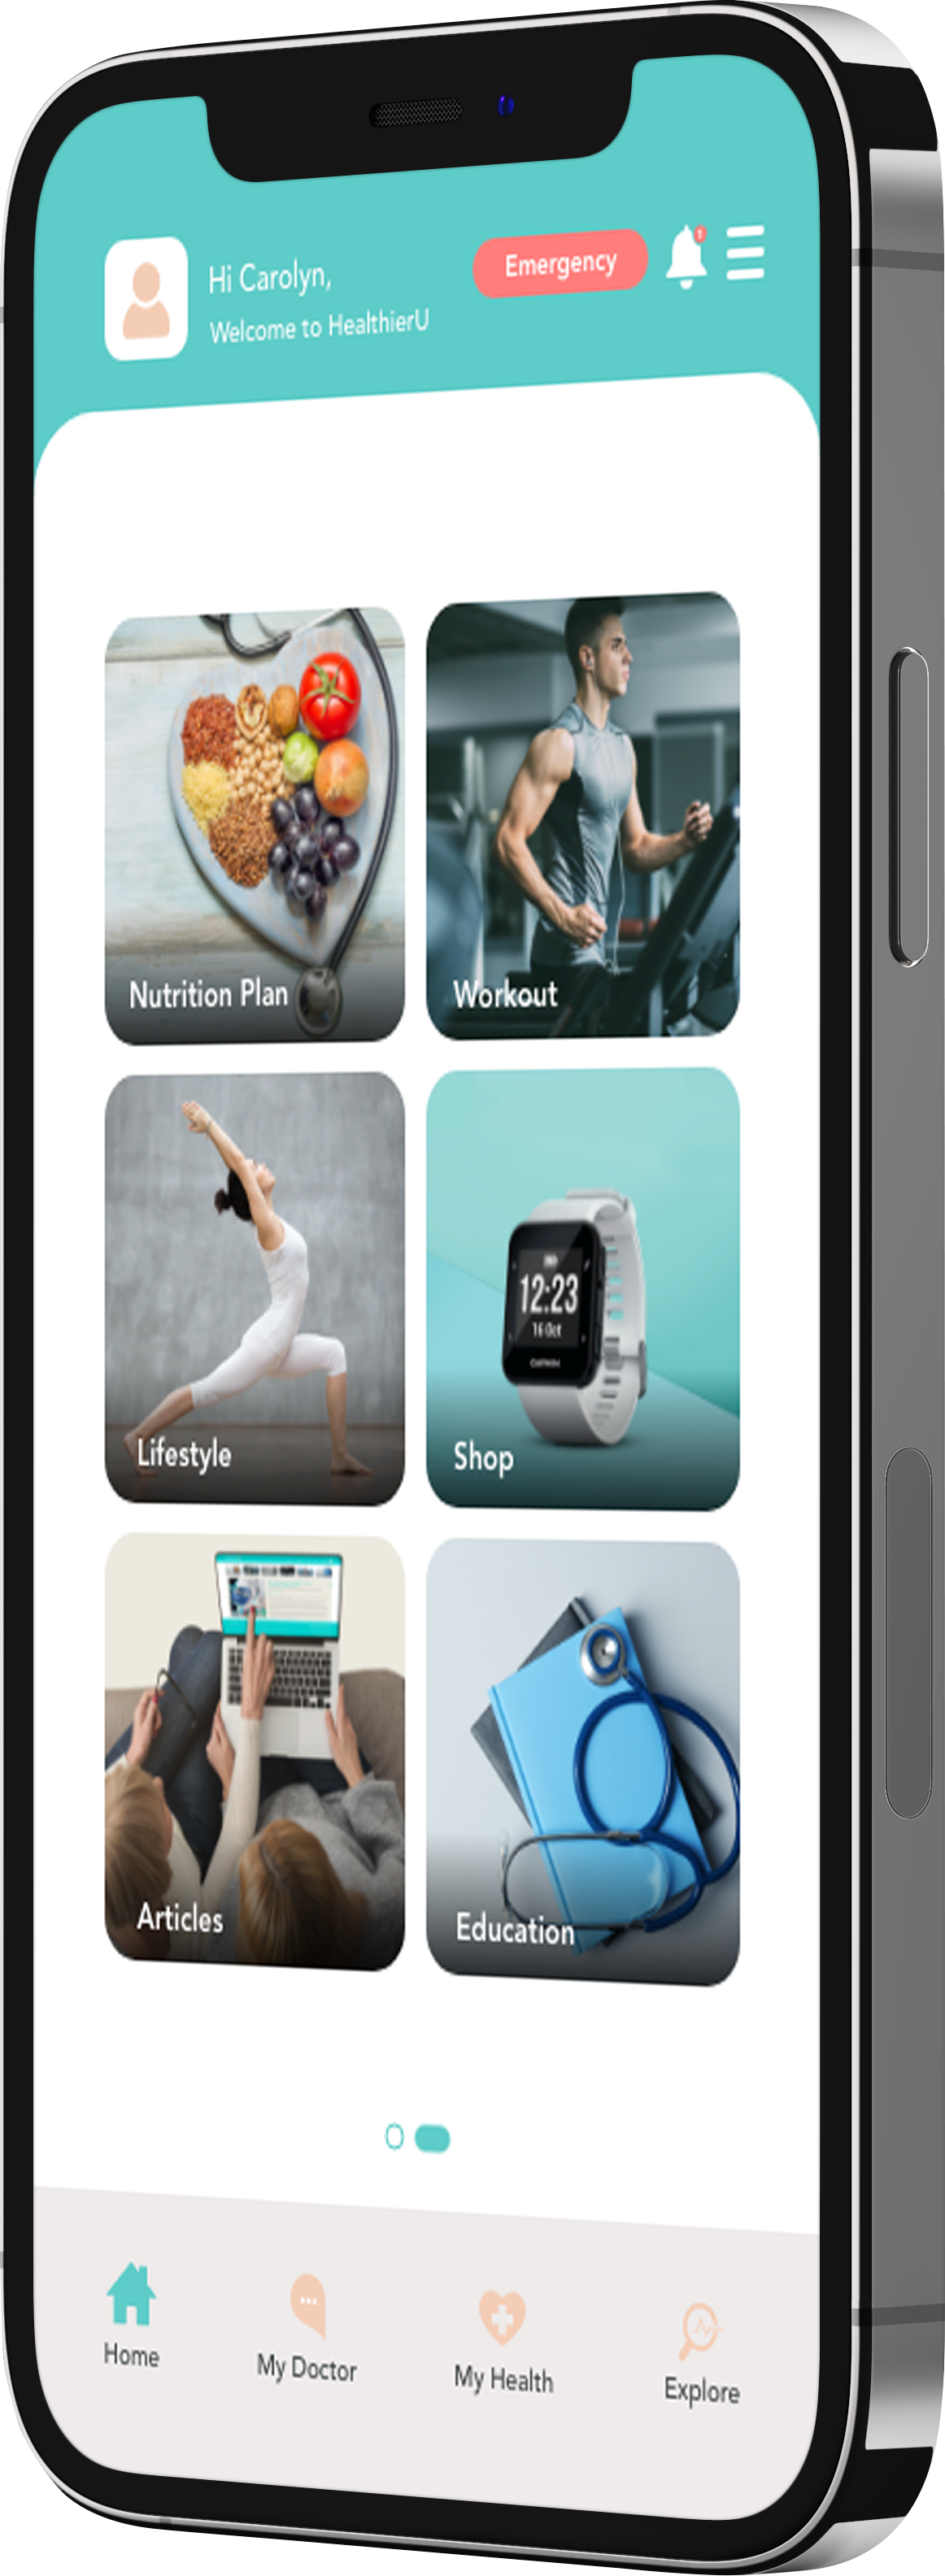 Hi Carolyn,
Welcome to HealthierU
Emergency
Nutrition Plan
Workout
Lifestyle
12:23
16 Oct
GARMIN
Shop
Articles
Education
Home
My Doctor
My Health
Explore